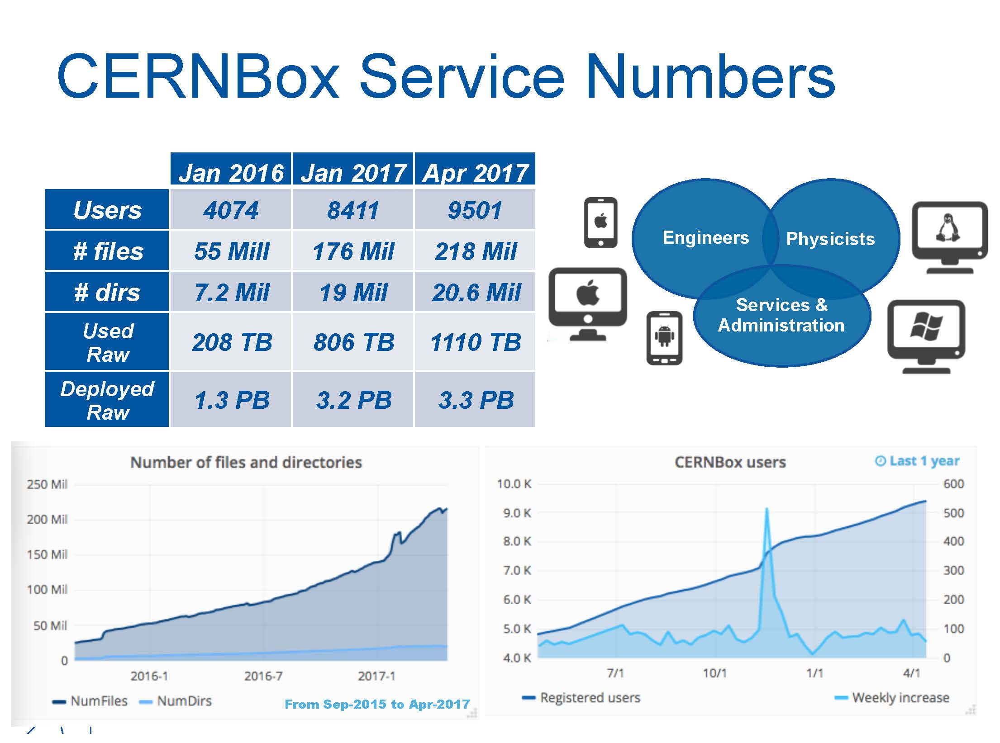 CERNBox Service Numbers
Jan 2016 Jan 2017 Apr 2017
Users 4074 8411 9501
# files 55 Mill 176 Mil 218 Mil
# dirs 7.2 Mil 19 Mil 20.6 Mil
Used
Raw
208 TB 806 TB 1110 TB
Deployed
Raw
1.3 PB 3.2 PB 3.3 PB
Engineers
Physicists
Services &
Administration
Number of files and directories
250 Mil
200 Mil
150 Mil
100 Mil
50 Mil
0
2016-1 2016-7 2017-1
NumFiles NumDirs
From Sep-2015 to Apr-2017
CERNBox users
Last 1 year
10.0 K
9.0 K
8.0 K
7.0 K
6.0 K
5.0 K
4.0 K
600
500
400
300
200
100
0
7/1 10/1 1/1 4/1
Registered users
Weekly increase